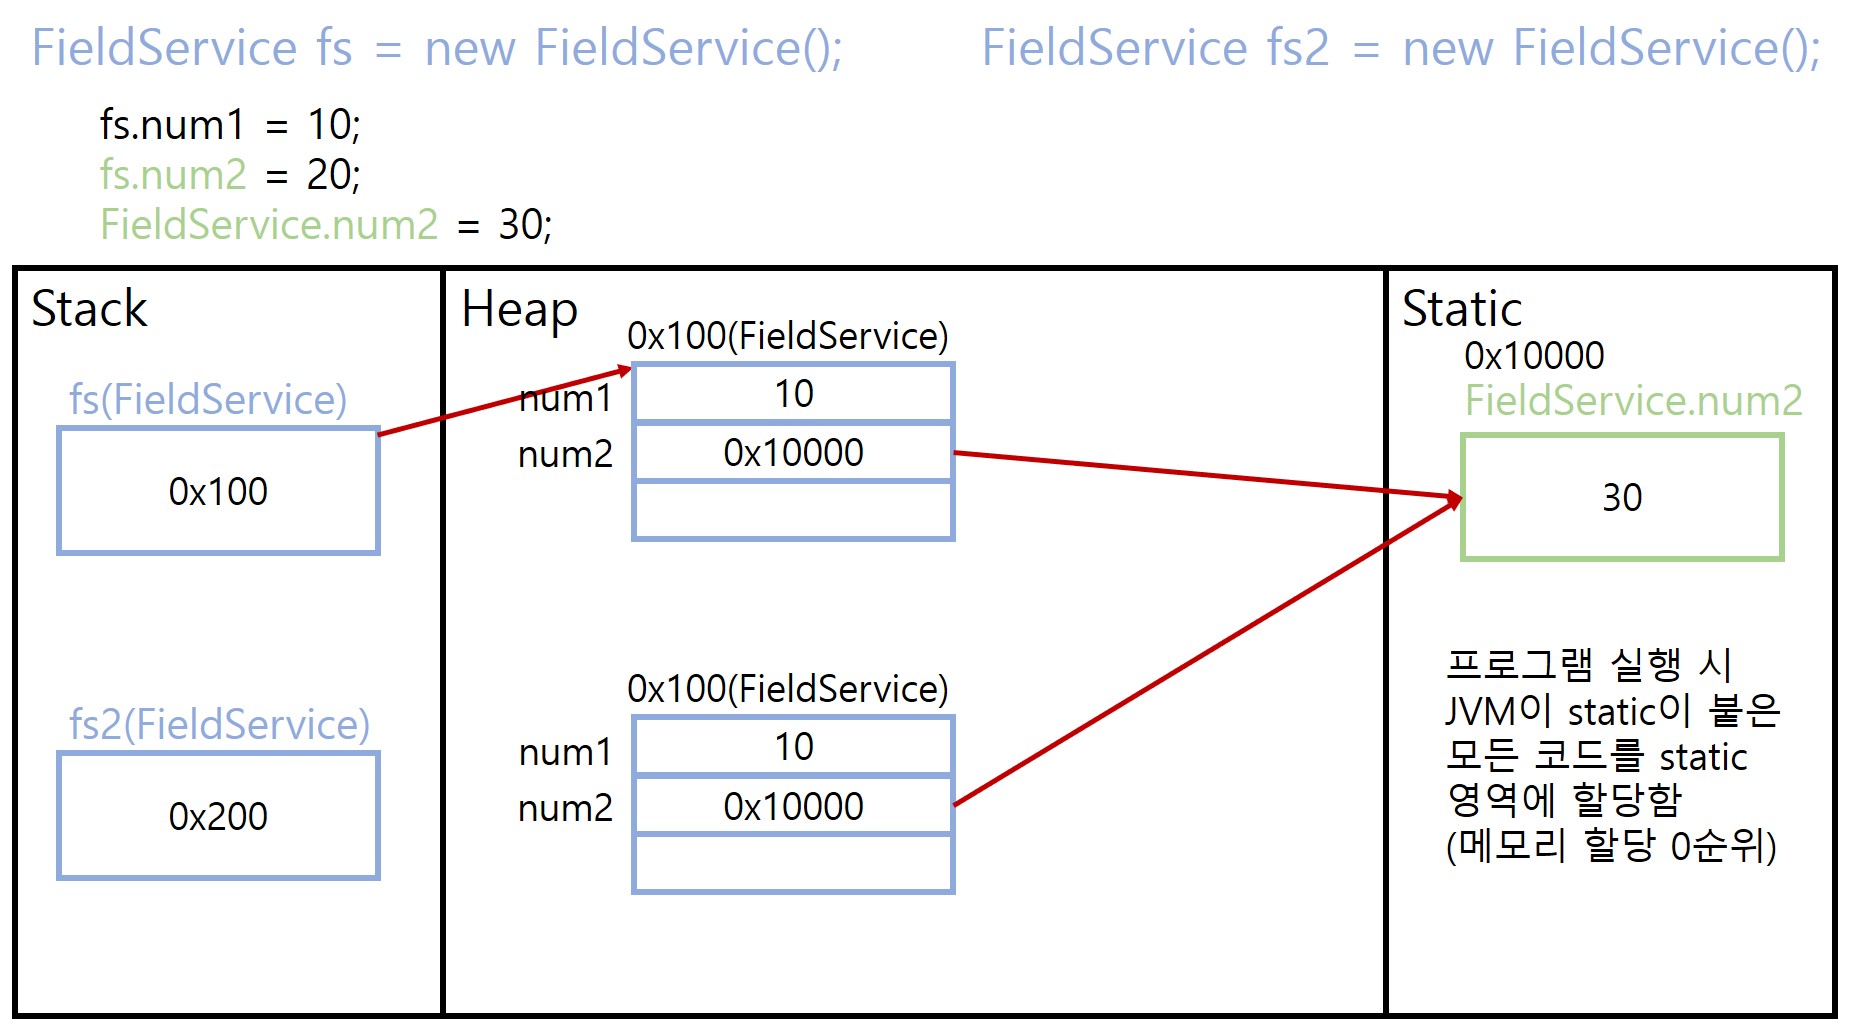 FieldService fs = new FieldService();
FieldService fs2 = new FieldService();
fs.num1 = 10;
fs.num2 = 20;
FieldService.num2 = 30;
Stack
fs(FieldService)
0x100
fs2(FieldService)
0x200
Heap
0x100(FieldService)
num1
10
num2
0x10000
0x100(FieldService)
num1
10
num2
0x10000
Static
0x10000
FieldService.num2
30
프로그램 실행 시
JVM이 static이 붙은
모든 코드를 static
영역에 할당함
(메모리 할당 0순위)